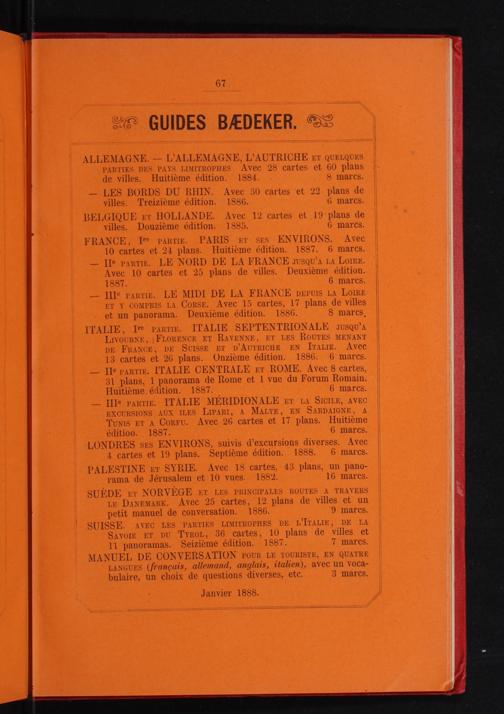 67
GUIDES BÆDEKER.
ALLEMAGNE. — L'ALLEMAGNE, L'AUTRICHE ET QUELQUES
PARTIES DES PAYS LIMITROPHES Avec 28 cartes et 60 plans
de villes. Huitième édition. 1884. 8 marcs.
— LES BORDS DU RHIN. Avec 30 cartes et 22 plans de
villes. Treizième édition. 1886. 6 marcs.
BELGIQUE ET HOLLANDE. Avec 12 cartes et 19 plans de
villes. Douzième édition. 1885. 6 marcs.
FRANCE, Ire PARTIE. PARIS ET SES ENVIRONS. Avec
10 cartes et 24 plans. Huitième édition. 1887. 6 marcs.
— IIe PARTIE. LE NORD DE LA FRANCE JUSQU'A LA LOIRE.
Avec 10 cartes et 25 plans de villes. Deuxième édition.
1887. 6 marcs.
— IIIe PARTIE. LE MIDI DE LA FRANCE DEPUIS LA LOIRE
ET Y COMPRIS LA CORSE. Avec 15 cartes, 17 plans de villes
et un panorama. Deuxième édition. 1886. 8 marcs.
ITALIE, Ire PARTIE. ITALIE SEPTENTRIONALE JUSQU'A
LIVOURNE, FLORENCE ET RAVENNE, ET LES ROUTES MENANT
DE FRANCE, DE SUISSE ET D'AUTRICHE EN ITALIE. Avec
13 cartes et 26 plans. Onzième édition. 1886. 6 marcs.
— IIe PARTIE. ITALIE CENTRALE ET ROME. Avec 8 cartes,
31 plans, 1 panorama de Rome et 1 vue du Forum Romain.
Huitième édition. 1887. 6 marcs.
— IIIe PARTIE. ITALIE MÉRIDIONALE ET LA SICILE, AVEC
EXCURSIONS AUX ILES LIPARI, A MALTE, EN SARDAIGNE, A
TUNIS ET A CORFU. Avec 26 cartes et 17 plans. Huitième
édition. 1887. 6 marcs.
LONDRES SES ENVIRONS, suivis d'excursions diverses. Avec
4 cartes et 19 plans. Septième édition. 1888. 6 marcs.
PALESTINE ET SYRIE. Avec 18 cartes, 43 plans, un pano-
rama de Jérusalem et 10 vues. 1882. 16 marcs.
SUÈDE ET NORVÈGE ET LES PRINCIPALES ROUTES A TRAVERS
LE DANEMARK. Avec 25 cartes, 12 plans de villes et un
petit manuel de conversation. 1886. 9 marcs.
SUISSE, AVEC LES PARTIES LIMITROPHES DE L'ITALIE, DE LA
SAVOIE ET DU TYROL, 36 cartes, 10 plans de villes et
11 panoramas. Seizième édition. 1887. 7 marcs.
MANUEL DE CONVERSATION POUR LE TOURISTE, EN QUATRE
LANGUES (français, allemand, anglais, italien), avec un voca-
bulaire, un choix de questions diverses, etc. 3 marcs.
Janvier 1888.